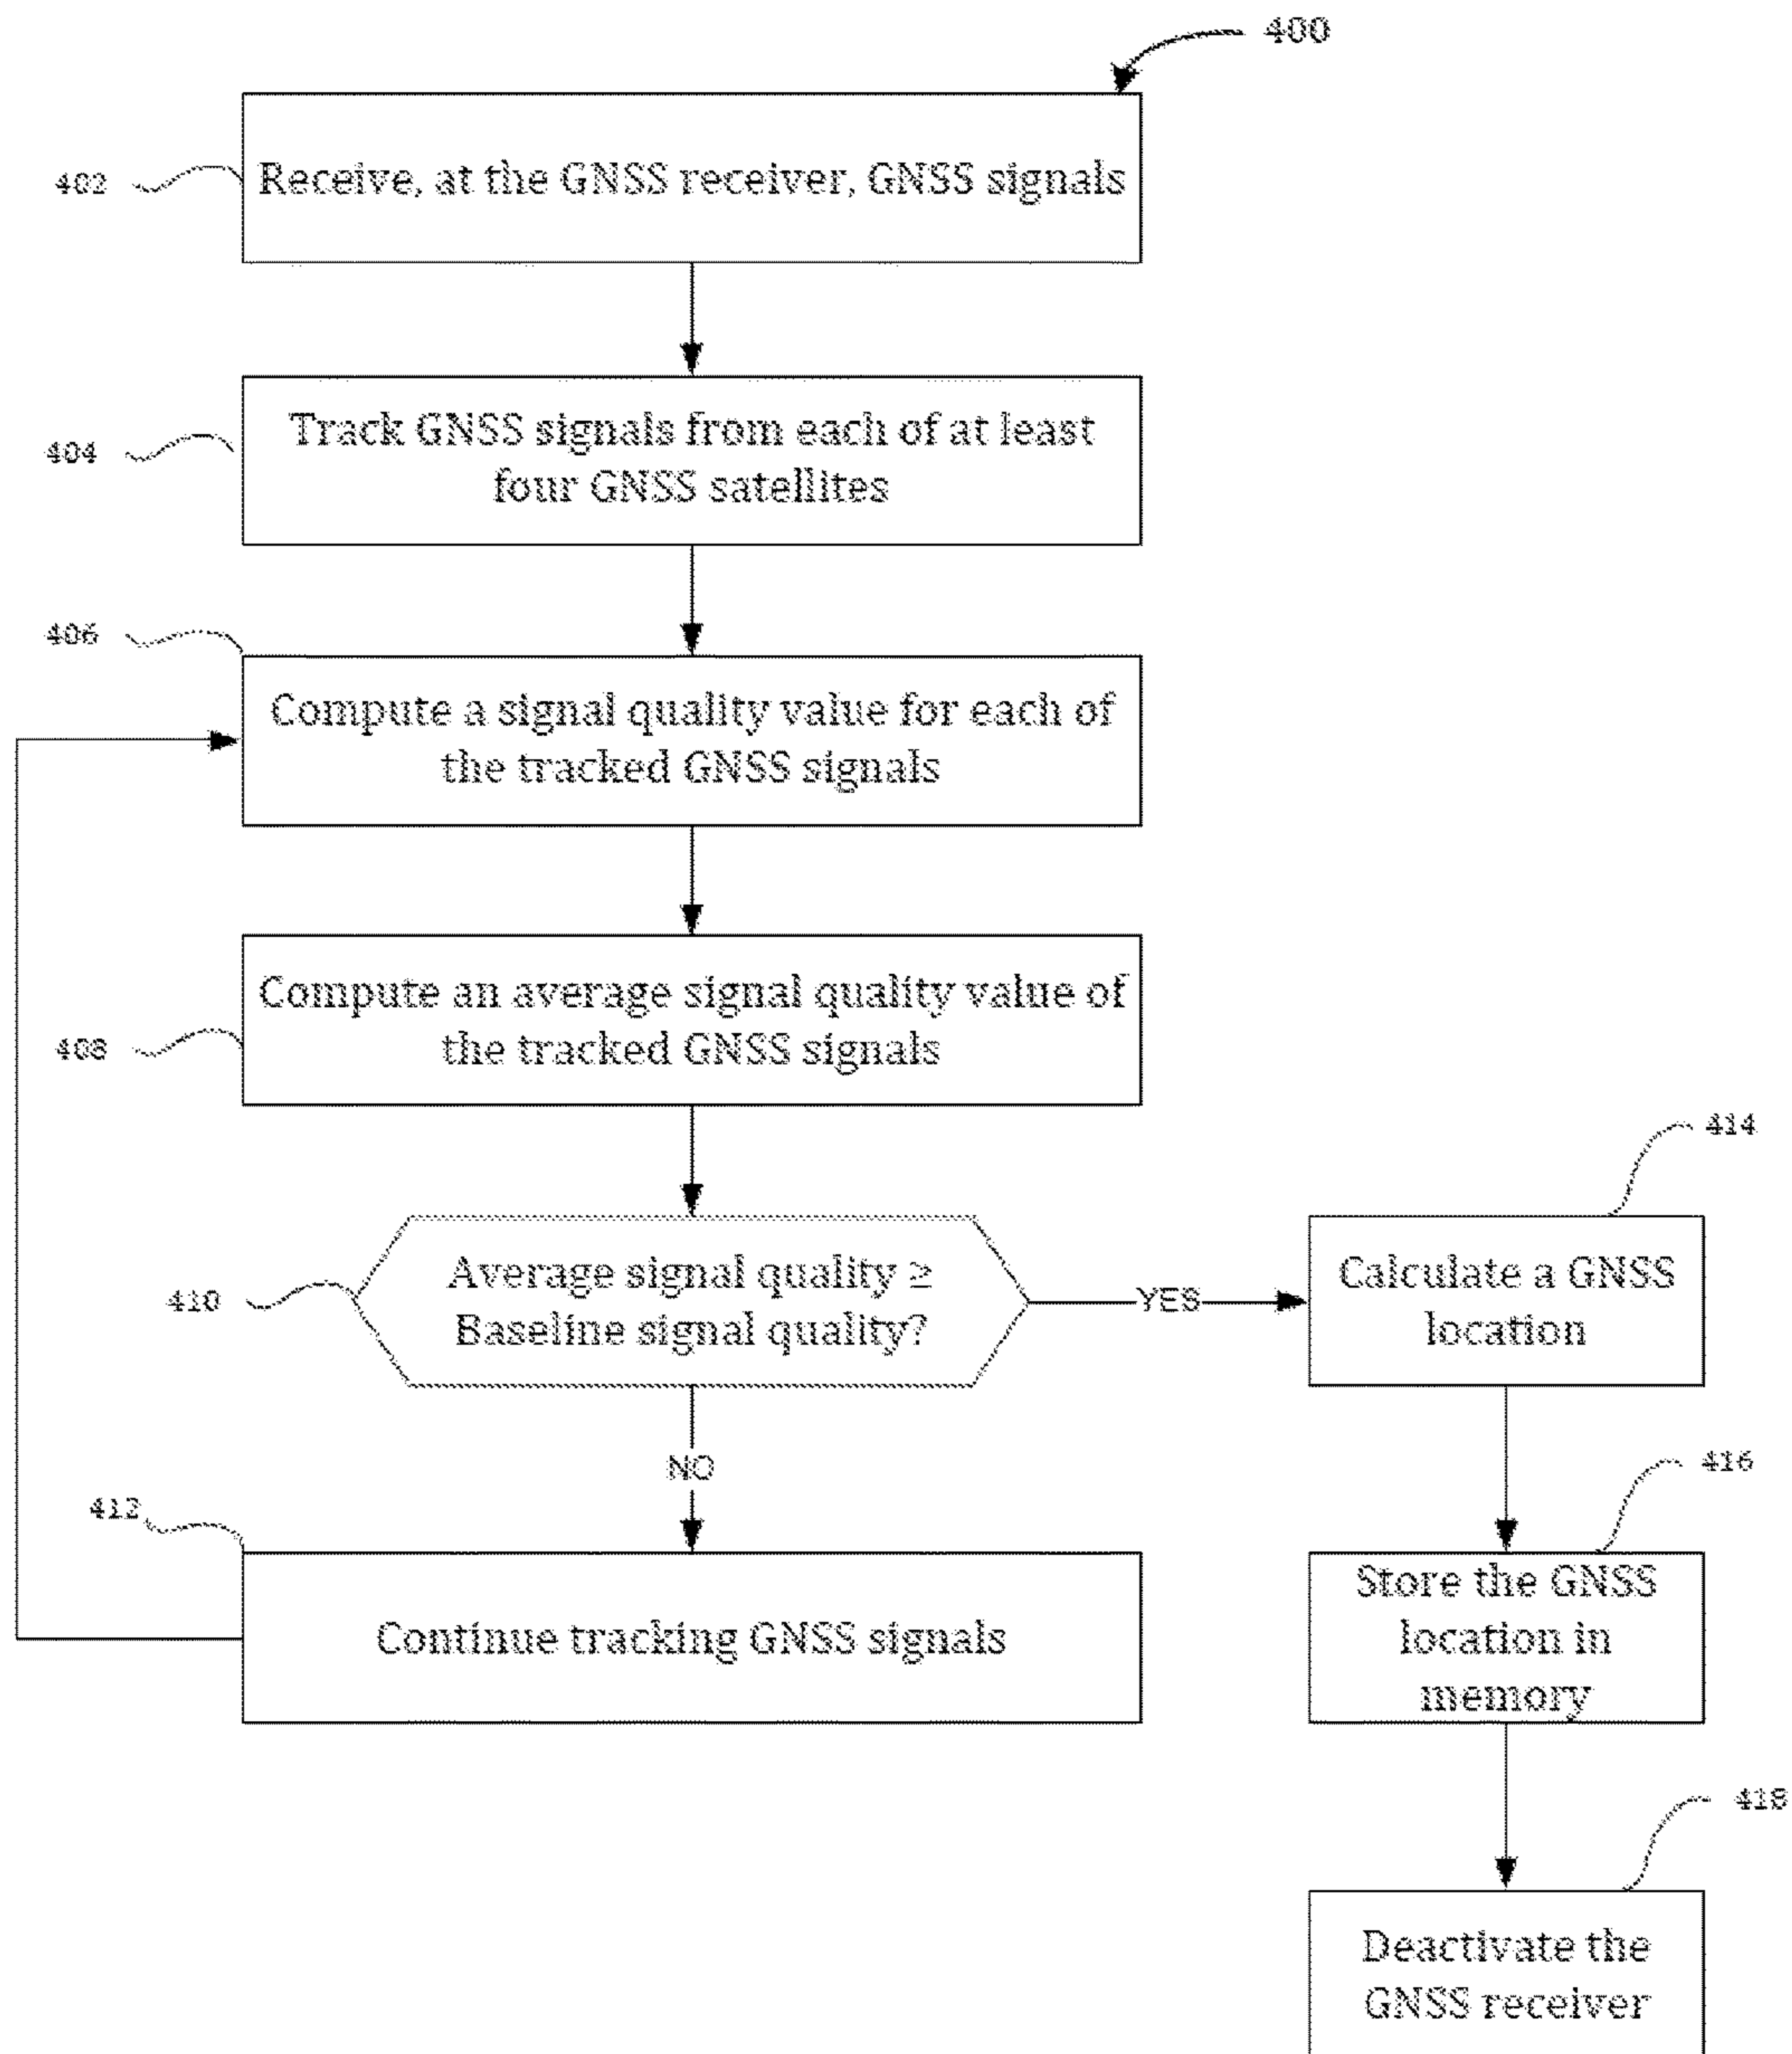 400
402
Receive, at the GNSS receiver, GNSS signals
404
Track GNSS signals from each of at least
four GNSS satellites
406
Compute a signal quality value for each of
the tracked GNSS signals
408
Compute an average signal quality value of
the tracked GNSS signals
410
Average signal quality ≥
Baseline signal quality?
YES
414
Calculate a GNSS
location
NO
412
Continue tracking GNSS signals
416
Store the GNSS
location in
memory
418
Deactivate the
GNSS receiver